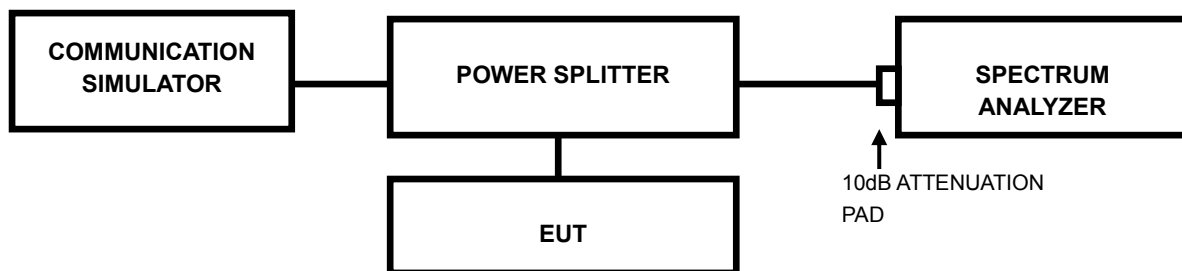 COMMUNICATION
SIMULATOR
POWER SPLITTER
SPECTRUM
ANALYZER
10dB ATTENUATION
PAD
EUT